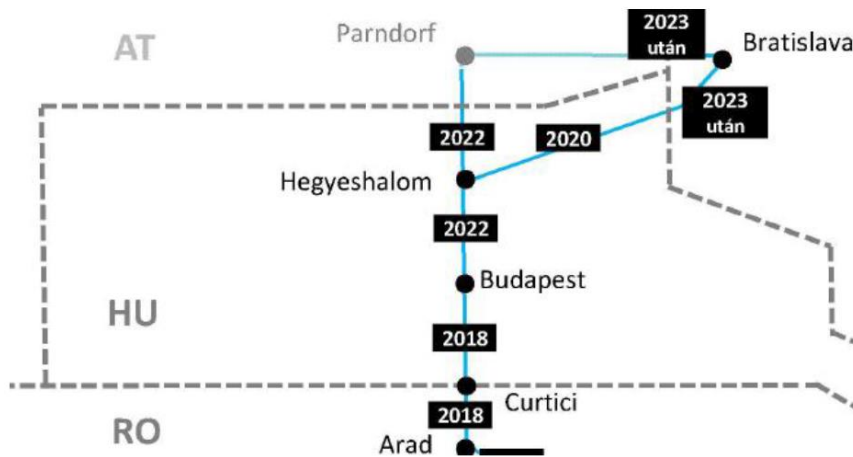 2023
után
Parndorf
Bratislava
AT
2023
után
2022
2020
Hegyeshalom
2022
Budapest
HU
2018
Curtici
2018
RO
Arad